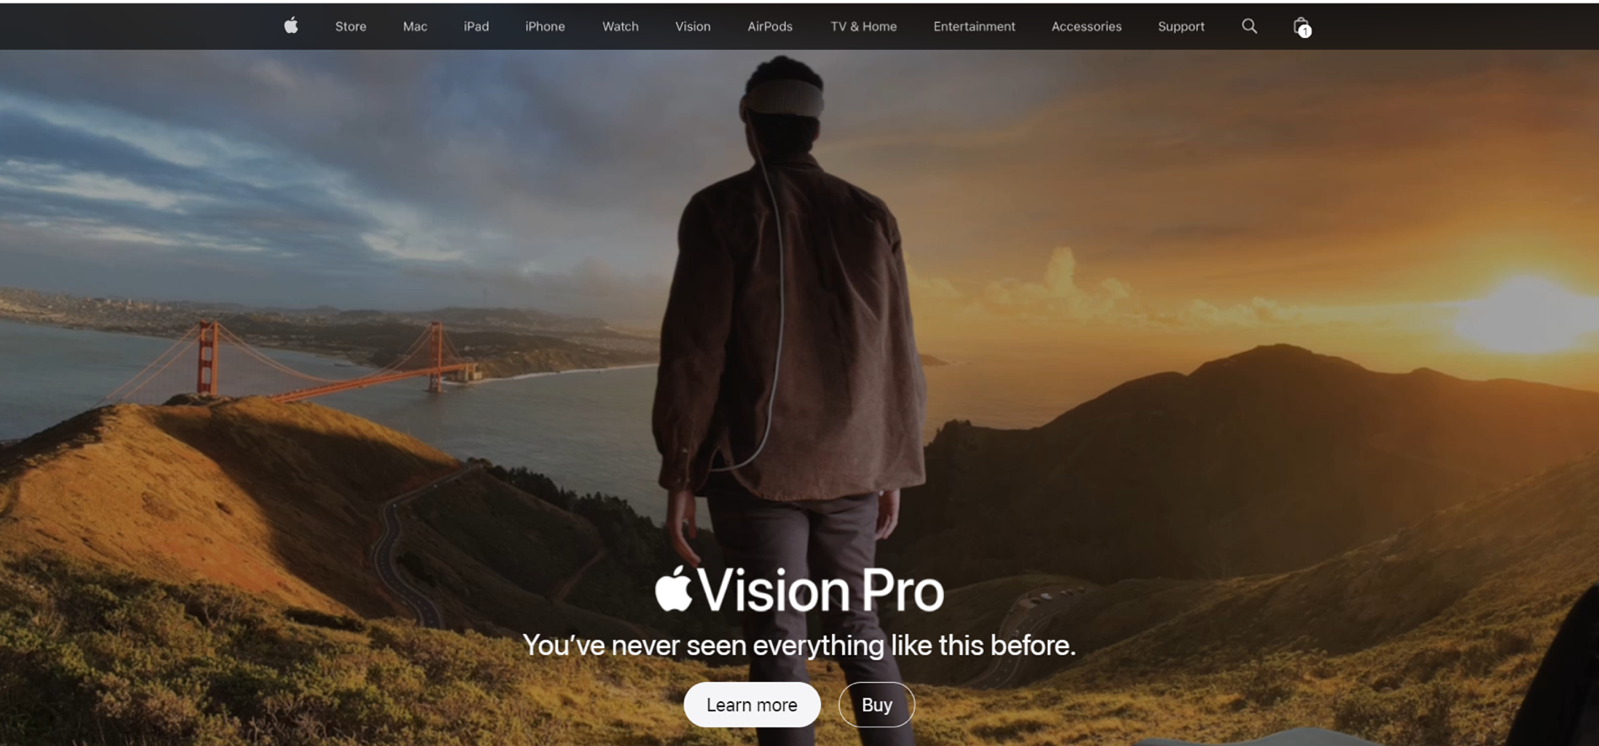 Store Mac iPad iPhone Watch Vision AirPods TV & Home Entertainment Accessories Support 1
Vision Pro
You've never seen everything like this before.
Learn more Buy